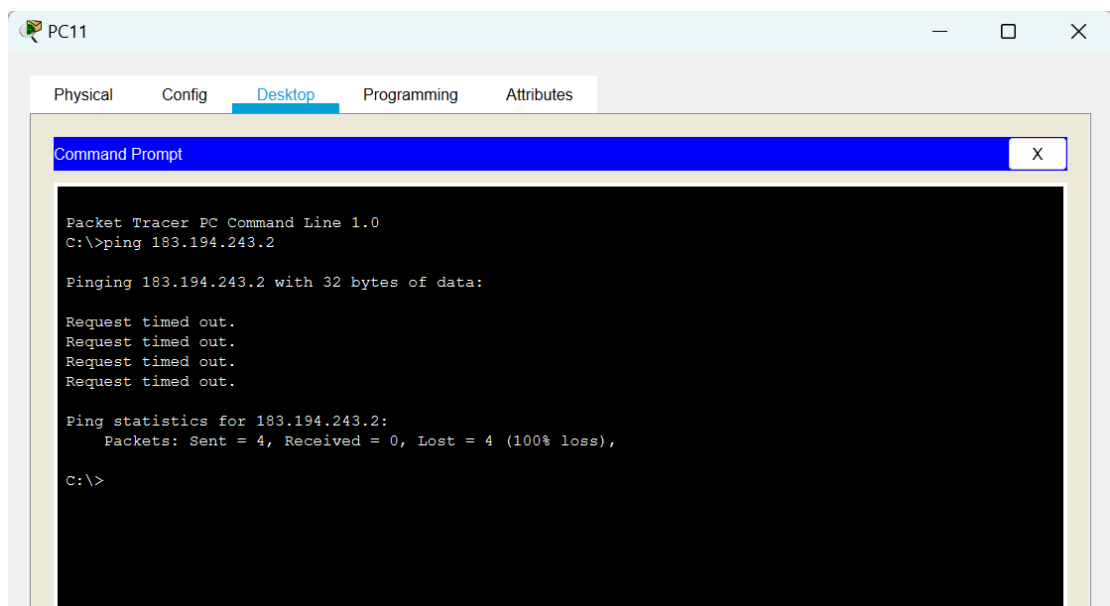 PC11
Physical Config Desktop Programming Attributes
Command Prompt X
Packet Tracer PC Command Line 1.0
C:\>ping 183.194.243.2
Pinging 183.194.243.2 with 32 bytes of data:
Request timed out.
Request timed out.
Request timed out.
Request timed out.
Ping statistics for 183.194.243.2:
    Packets: Sent = 4, Received = 0, Lost = 4 (100% loss),
C:\>